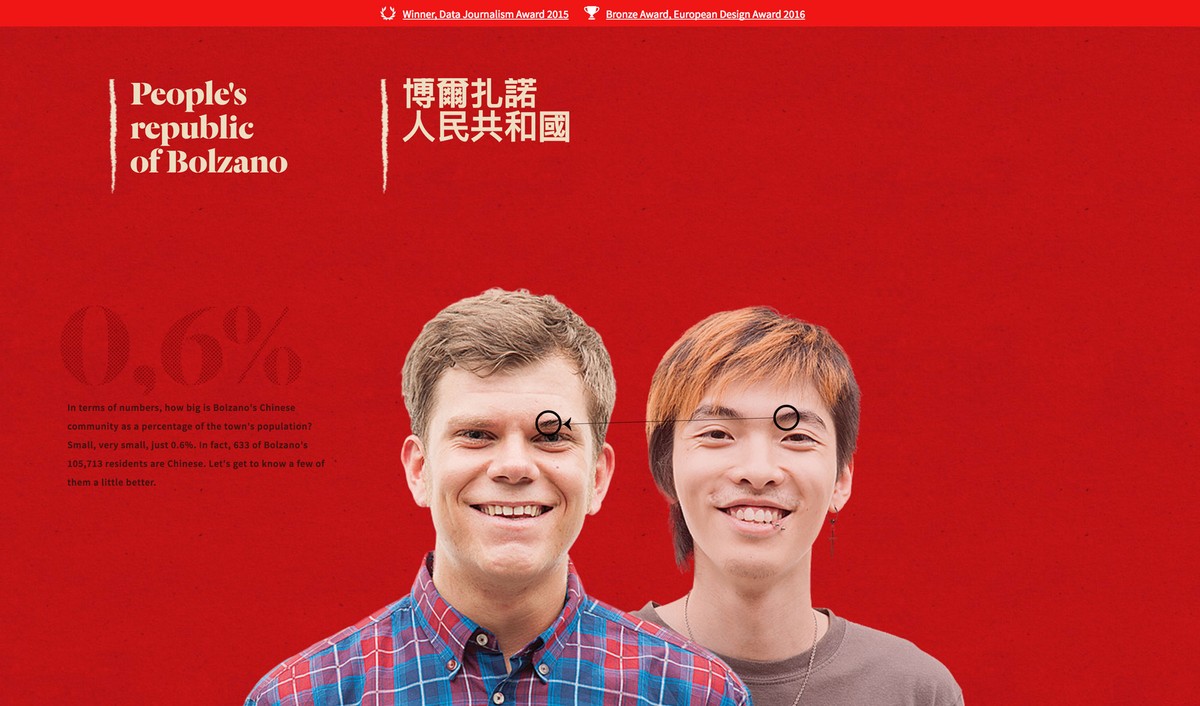 Winner, Data Journalism Award 2015 Bronze Award, European Design Award 2016
People's
republic
of Bolzano
博爾扎諾
人民共和國
0,6%
In terms of numbers, how big is Bolzano's Chinese
community as a percentage of the town's population?
Small, very small, just 0.6%. In fact, 633 of Bolzano's
105,713 residents are Chinese. Let's get to know a few of
them a little better.